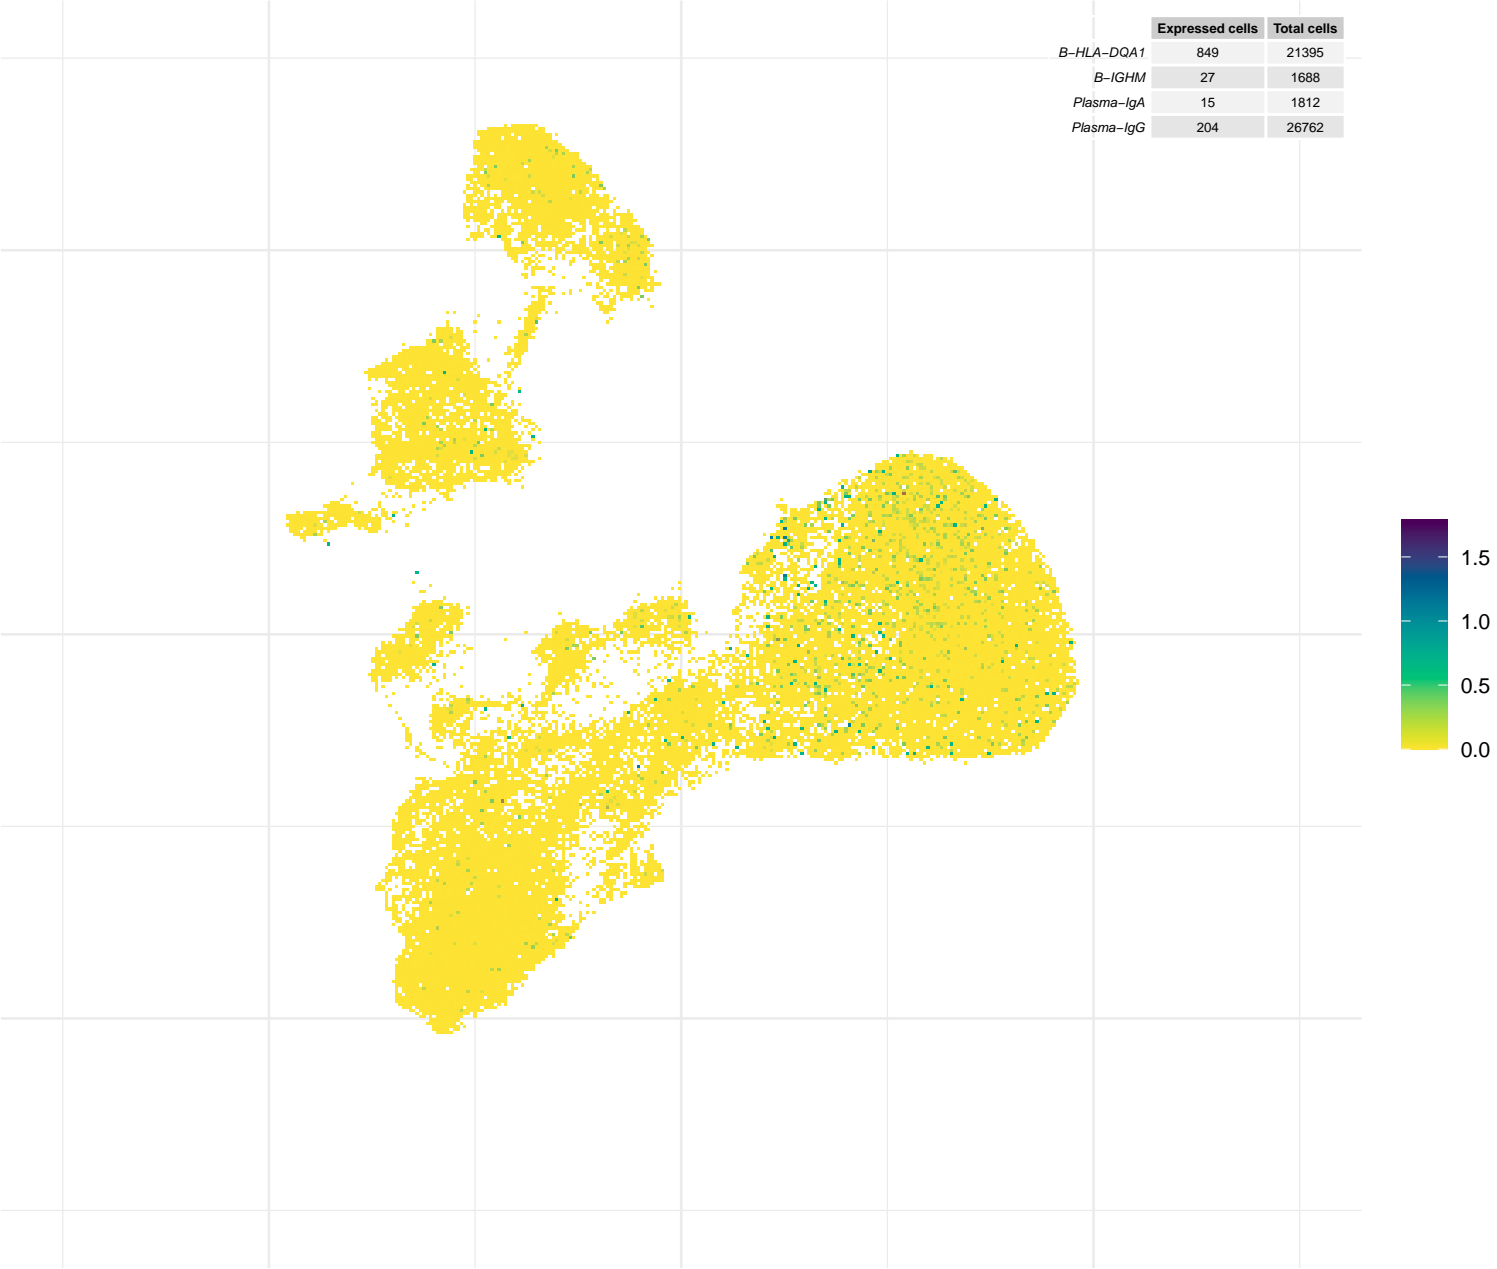 Expressed cells Total cells
B−HLA−DQA1 849 21395
B−IGHM 27 1688
Plasma−IgA 15 1812
Plasma−IgG 204 26762
1.5
1.0
0.5
0.0